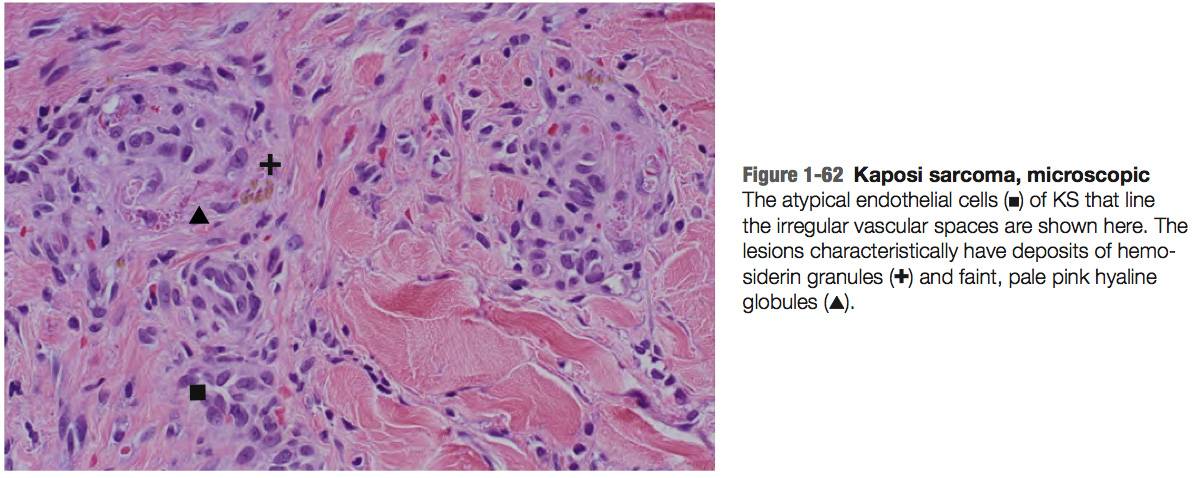 Figure 1-62 Kaposi sarcoma, microscopic
The atypical endothelial cells (■) of KS that line
the irregular vascular spaces are shown here. The
lesions characteristically have deposits of hemo-
siderin granules (✚) and faint, pale pink hyaline
globules (▲).